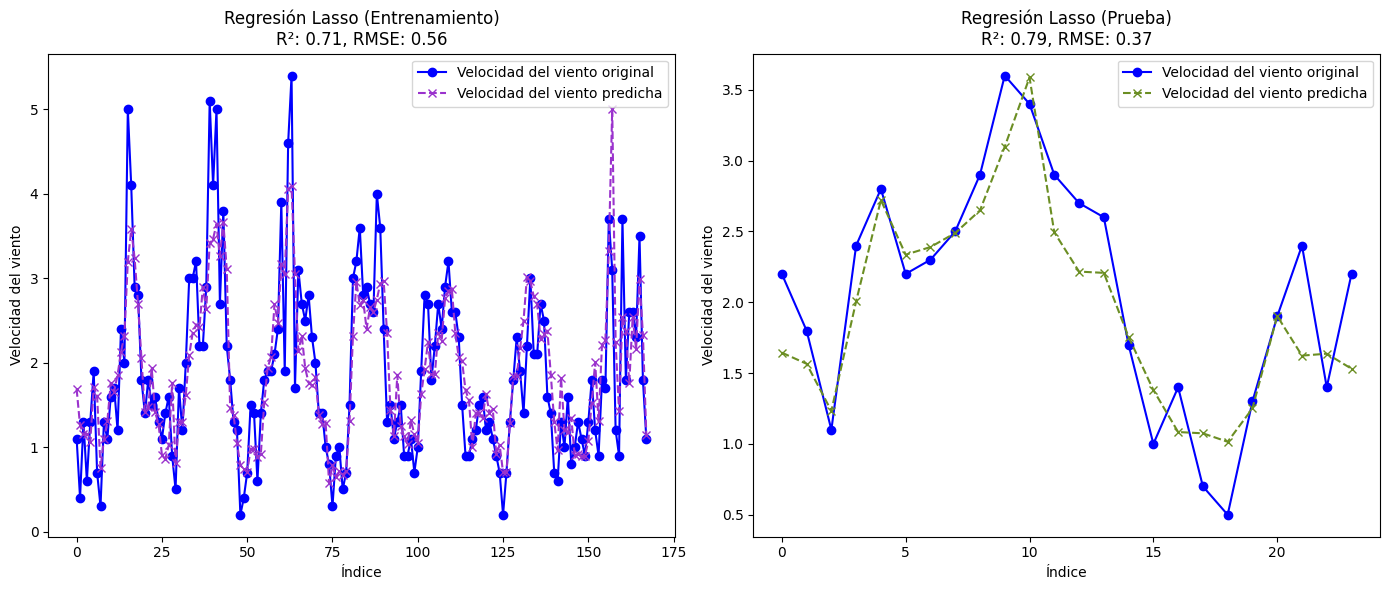 Regresión Lasso (Entrenamiento)
R²: 0.71, RMSE: 0.56
Velocidad del viento original
Velocidad del viento predicha
Velocidad del viento
5
4
3
2
1
0
0
25
50
75
100
125
150
175
Índice
Regresión Lasso (Prueba)
R²: 0.79, RMSE: 0.37
Velocidad del viento original
Velocidad del viento predicha
Velocidad del viento
3.5
3.0
2.5
2.0
1.5
1.0
0.5
0
5
10
15
20
Índice